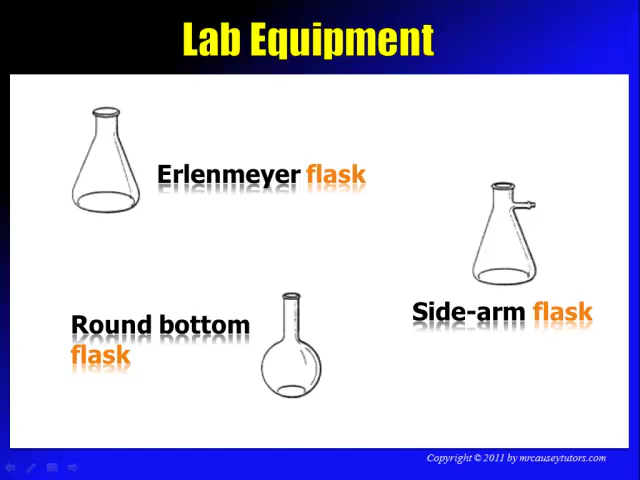 Lab Equipment
Erlenmeyer flask
Side-arm flask
Round bottom
flask
Copyright © 2011 by mrcauseytutors.com